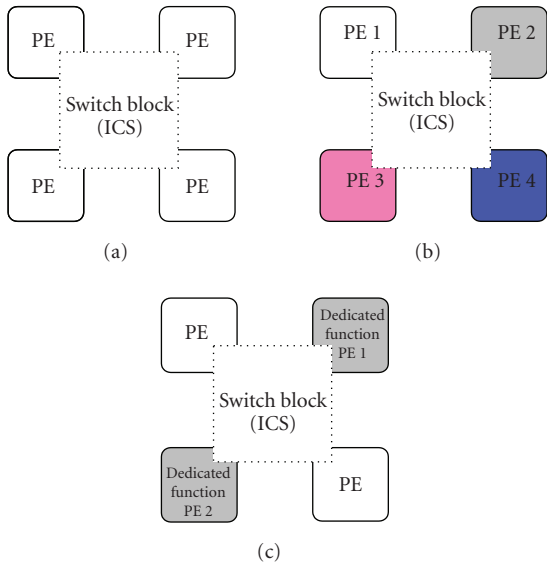 PE
PE
Switch block
(ICS)
PE
PE
(a)
PE 1
PE 2
Switch block
(ICS)
PE 3
PE 4
(b)
PE
Dedicated
function
PE 1
Switch block
(ICS)
Dedicated
function
PE 2
PE
(c)